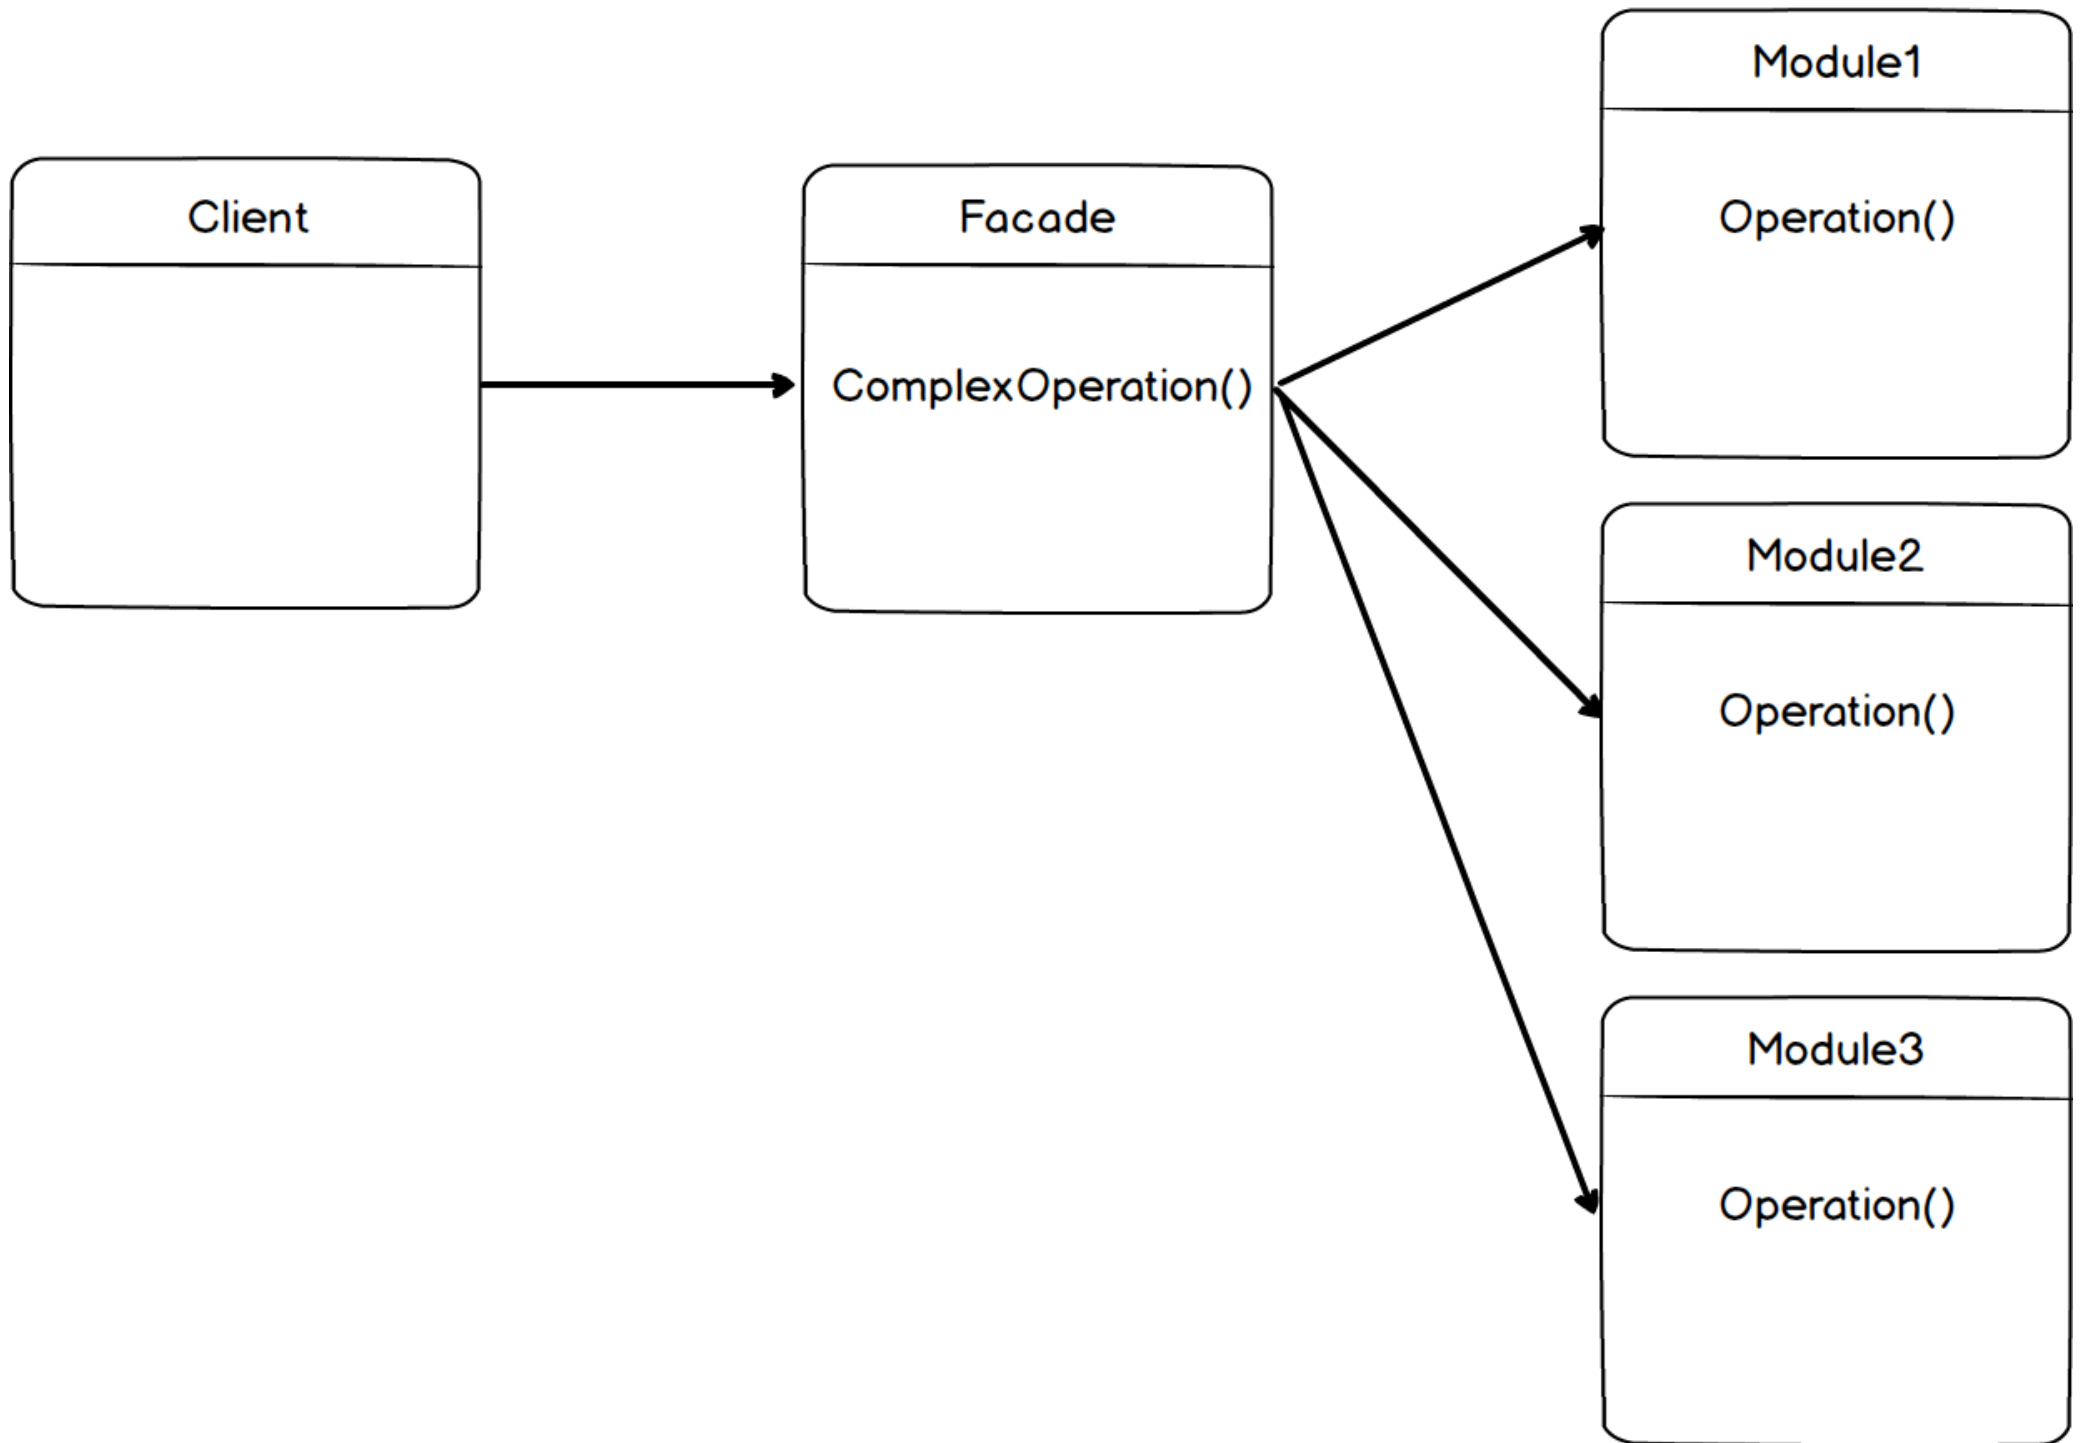 Client
Facade
ComplexOperation()
Module1
Operation()
Module2
Operation()
Module3
Operation()